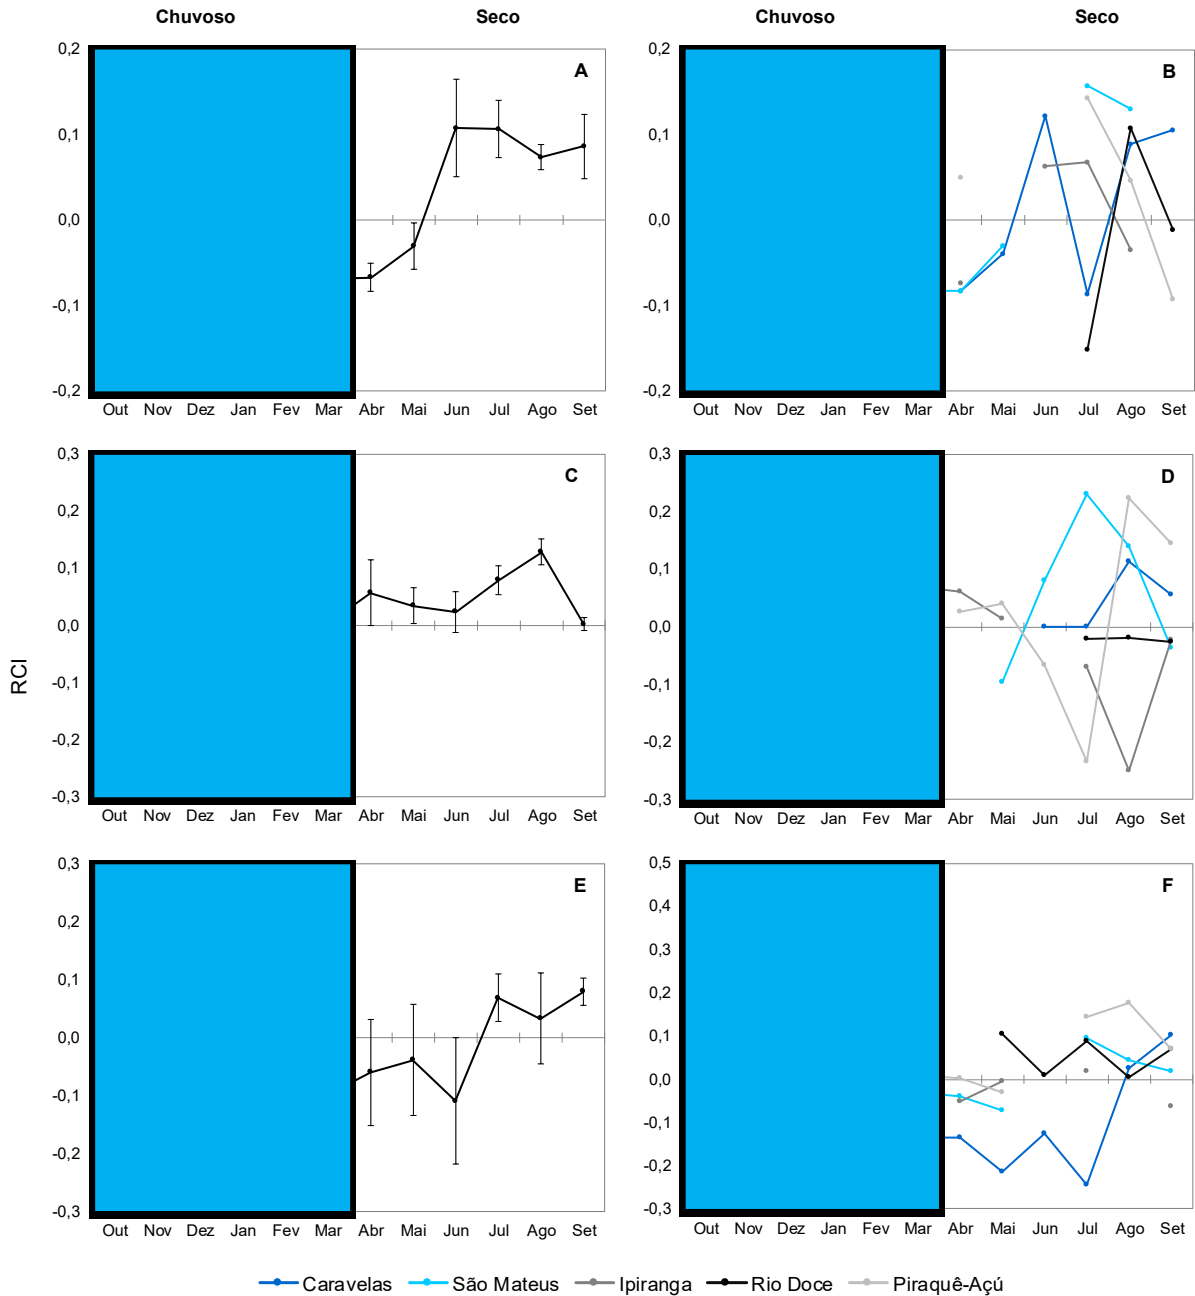 Chuvoso Seco Chuvoso Seco
0,2 A 0,2 B
0,1 0,1
0,0 0,0
-0,1 -0,1
-0,2 -0,2
Out Nov Dez Jan Fev Mar Abr Mai Jun Jul Ago Set Out Nov Dez Jan Fev Mar Abr Mai Jun Jul Ago Set
0,3 C 0,3 D
0,2 0,2
0,1 0,1
0,0 0,0
RCI
-0,1 -0,1
-0,2 -0,2
-0,3 -0,3
Out Nov Dez Jan Fev Mar Abr Mai Jun Jul Ago Set Out Nov Dez Jan Fev Mar Abr Mai Jun Jul Ago Set
0,3 E 0,5 F
0,2 0,4
0,1 0,3
0,0 0,2
-0,1 0,1
-0,2 0,0
-0,3 -0,1
-0,2
-0,3
Out Nov Dez Jan Fev Mar Abr Mai Jun Jul Ago Set Out Nov Dez Jan Fev Mar Abr Mai Jun Jul Ago Set
Caravelas São Mateus Ipiranga Rio Doce Piraquê-Açú